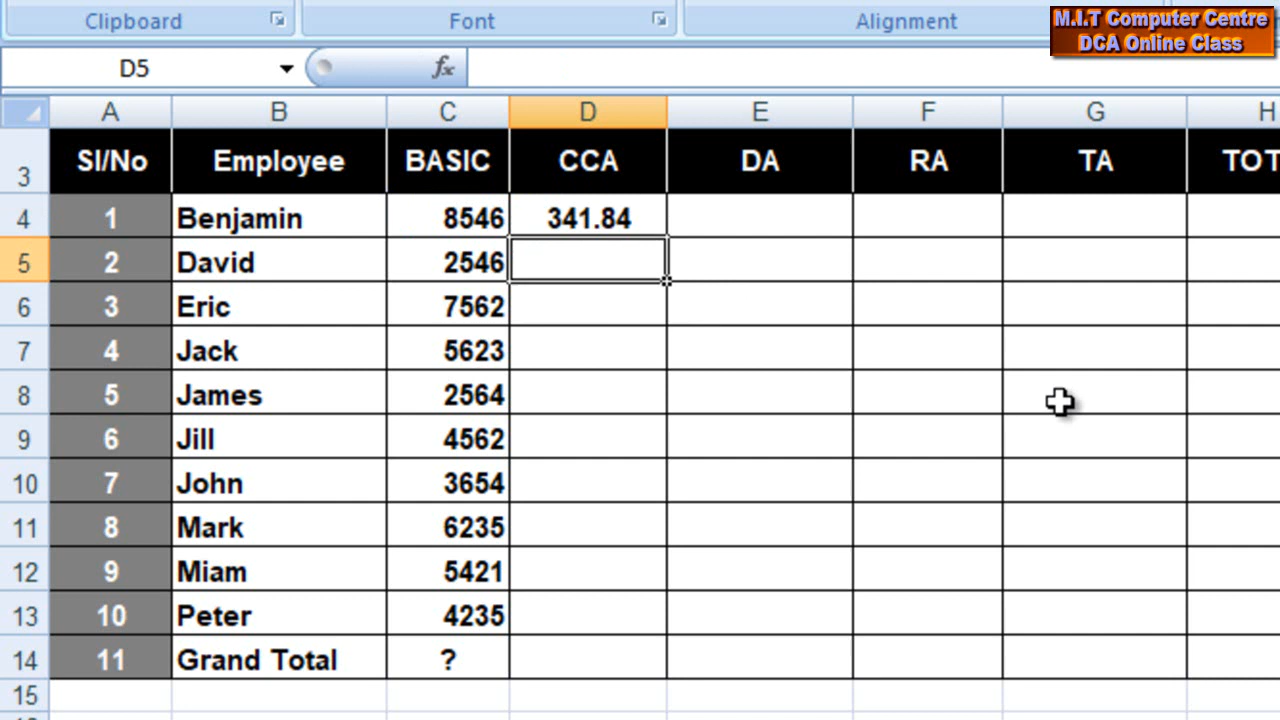 Clipboard Font Alignment
M.I.T Computer Centre
DCA Online Class
D5 fx
A B C D E F G H
3 Sl/No Employee BASIC CCA DA RA TA TOT
4 1 Benjamin 8546 341.84
5 2 David 2546
6 3 Eric 7562
7 4 Jack 5623
8 5 James 2564
9 6 Jill 4562
10 7 John 3654
11 8 Mark 6235
12 9 Miam 5421
13 10 Peter 4235
14 11 Grand Total ?
15